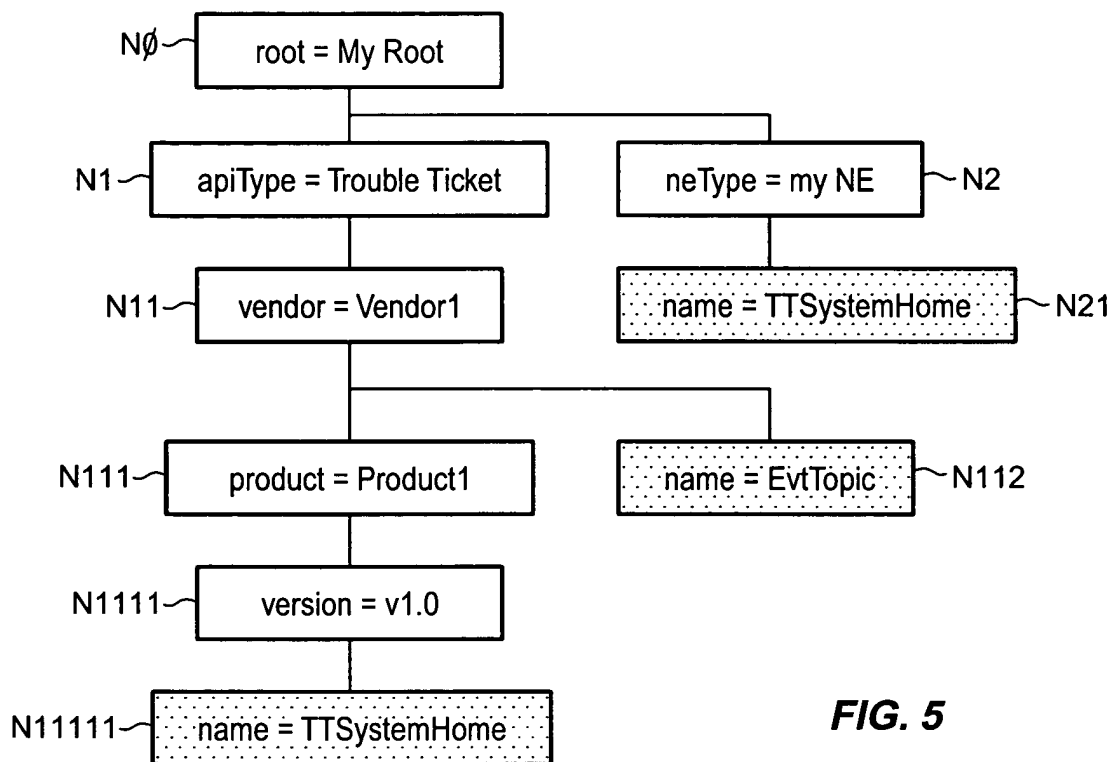 NØ
root = My Root
N1
apiType = Trouble Ticket
neType = my NE
N2
N11
vendor = Vendor1
name = TTSystemHome
N21
N111
product = Product1
name = EvtTopic
N112
N1111
version = v1.0
N11111
name = TTSystemHome
FIG. 5